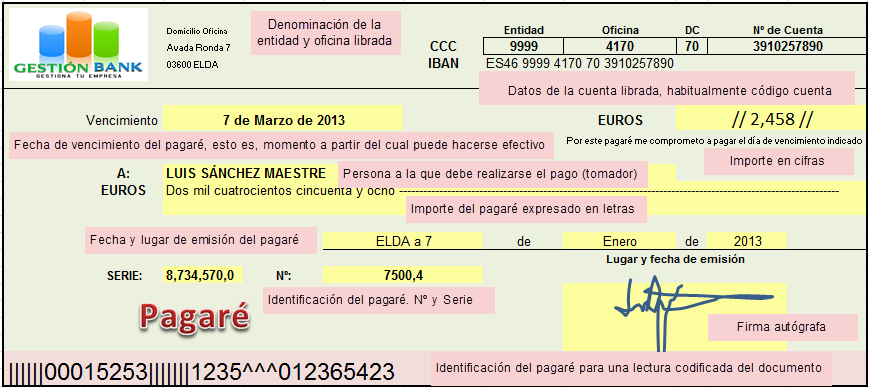 GESTIÓN BANK
GESTIONA TU EMPRESA
Domicilio Oficina
Avada Ronda 7
03600 ELDA
Denominación de la
entidad y oficina librada
Entidad Oficina DC Nº de Cuenta
CCC 9999 4170 70 3910257890
IBAN ES46 9999 4170 70 3910257890
Datos de la cuenta librada, habitualmente código cuenta
Vencimiento 7 de Marzo de 2013 EUROS // 2,458 //
Fecha de vencimiento del pagaré, esto es, momento a partir del cual puede hacerse efectivo
Por este pagaré me comprometo a pagar el día de vencimiento indicado
Importe en cifras
A: LUIS SÁNCHEZ MAESTRE Persona a la que debe realizarse el pago (tomador)
EUROS Dos mil cuatrocientos cincuenta y ocho ----------------------------------------
Importe del pagaré expresado en letras
Fecha y lugar de emisión del pagaré ELDA a 7 de Enero de 2013
Lugar y fecha de emisión
SERIE: 8,734,570,0 Nº: 7500,4
Identificación del pagaré. Nº y Serie
Pagaré
Firma autógrafa
||||||00015253|||||||1235^^^012365423
Identificación del pagaré para una lectura codificada del documento